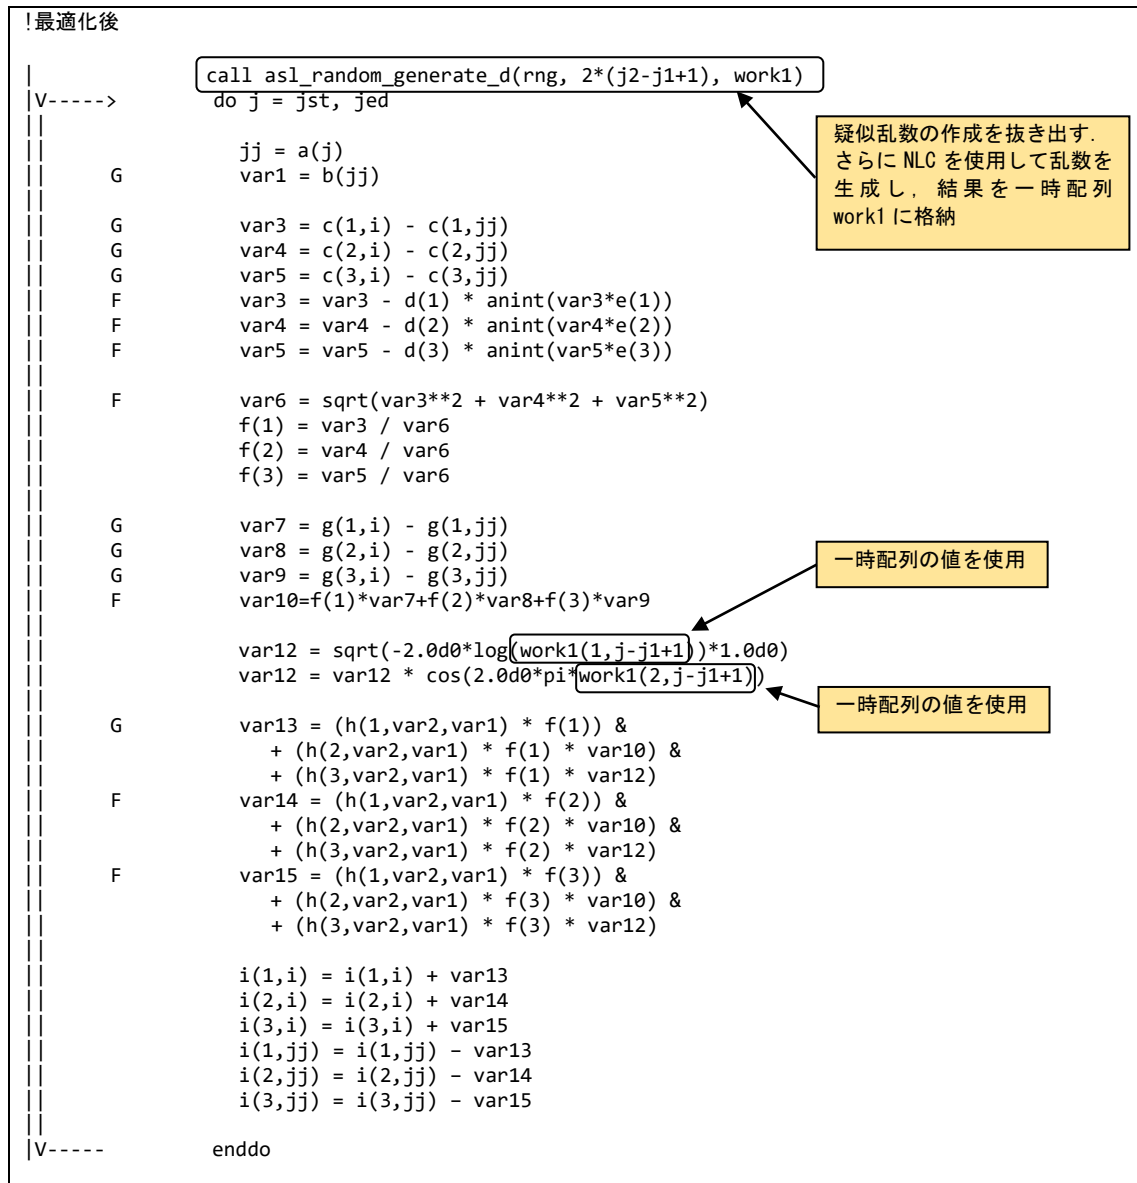 !最適化後
|             call asl_random_generate_d(rng, 2*(j2-j1+1), work1)
|V----->       do j = jst, jed
||
||               jj = a(j)
||      G        var1 = b(jj)
||
||      G        var3 = c(1,i) - c(1,jj)
||      G        var4 = c(2,i) - c(2,jj)
||      G        var5 = c(3,i) - c(3,jj)
||      F        var3 = var3 - d(1) * anint(var3*e(1))
||      F        var4 = var4 - d(2) * anint(var4*e(2))
||      F        var5 = var5 - d(3) * anint(var5*e(3))
||
||      F        var6 = sqrt(var3**2 + var4**2 + var5**2)
||               f(1) = var3 / var6
||               f(2) = var4 / var6
||               f(3) = var5 / var6
||
||      G        var7 = g(1,i) - g(1,jj)
||      G        var8 = g(2,i) - g(2,jj)
||      G        var9 = g(3,i) - g(3,jj)
||      F        var10=f(1)*var7+f(2)*var8+f(3)*var9
||
||               var12 = sqrt(-2.0d0*log(work1(1,j-j1+1))*1.0d0)
||               var12 = var12 * cos(2.0d0*pi*work1(2,j-j1+1))
||
||      G        var13 = (h(1,var2,var1) * f(1)) &
||                  + (h(2,var2,var1) * f(1) * var10) &
||                  + (h(3,var2,var1) * f(1) * var12)
||      F        var14 = (h(1,var2,var1) * f(2)) &
||                  + (h(2,var2,var1) * f(2) * var10) &
||                  + (h(3,var2,var1) * f(2) * var12)
||      F        var15 = (h(1,var2,var1) * f(3)) &
||                  + (h(2,var2,var1) * f(3) * var10) &
||                  + (h(3,var2,var1) * f(3) * var12)
||
||               i(1,i) = i(1,i) + var13
||               i(2,i) = i(2,i) + var14
||               i(3,i) = i(3,i) + var15
||               i(1,jj) = i(1,jj) – var13
||               i(2,jj) = i(2,jj) – var14
||               i(3,jj) = i(3,jj) – var15
||
|V-----        enddo
疑似乱数の作成を抜き出す.
さらに NLC を使用して乱数を
生成し, 結果を一時配列
work1 に格納
一時配列の値を使用
一時配列の値を使用